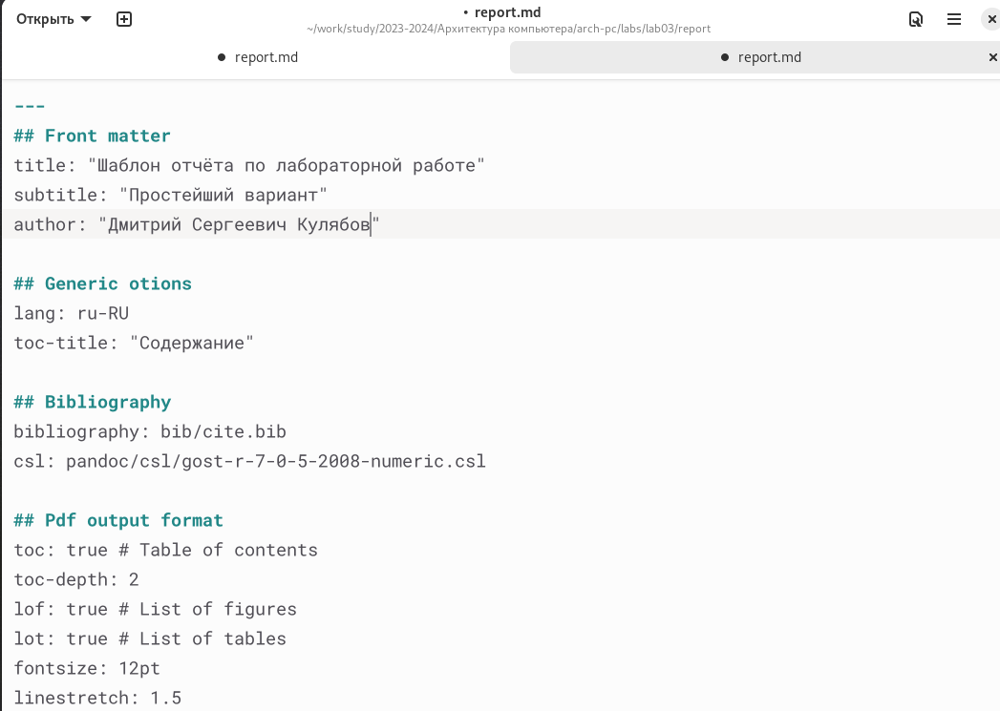 Открыть
• report.md
~/work/study/2023-2024/Архитектура компьютера/arch-pc/labs/lab03/report
● report.md
● report.md
---
## Front matter
title: "Шаблон отчёта по лабораторной работе"
subtitle: "Простейший вариант"
author: "Дмитрий Сергеевич Кулябов"
## Generic otions
lang: ru-RU
toc-title: "Содержание"
## Bibliography
bibliography: bib/cite.bib
csl: pandoc/csl/gost-r-7-0-5-2008-numeric.csl
## Pdf output format
toc: true # Table of contents
toc-depth: 2
lof: true # List of figures
lot: true # List of tables
fontsize: 12pt
linestretch: 1.5